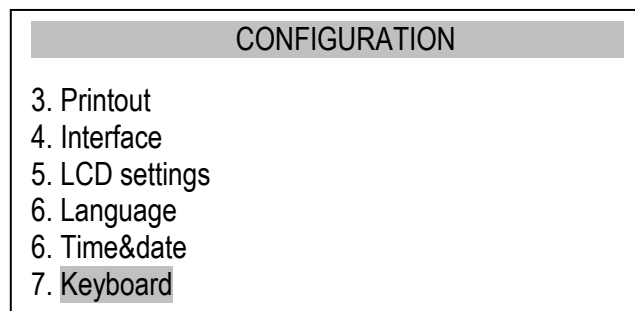 CONFIGURATION
3. Printout
4. Interface
5. LCD settings
6. Language
6. Time&date
7. Keyboard